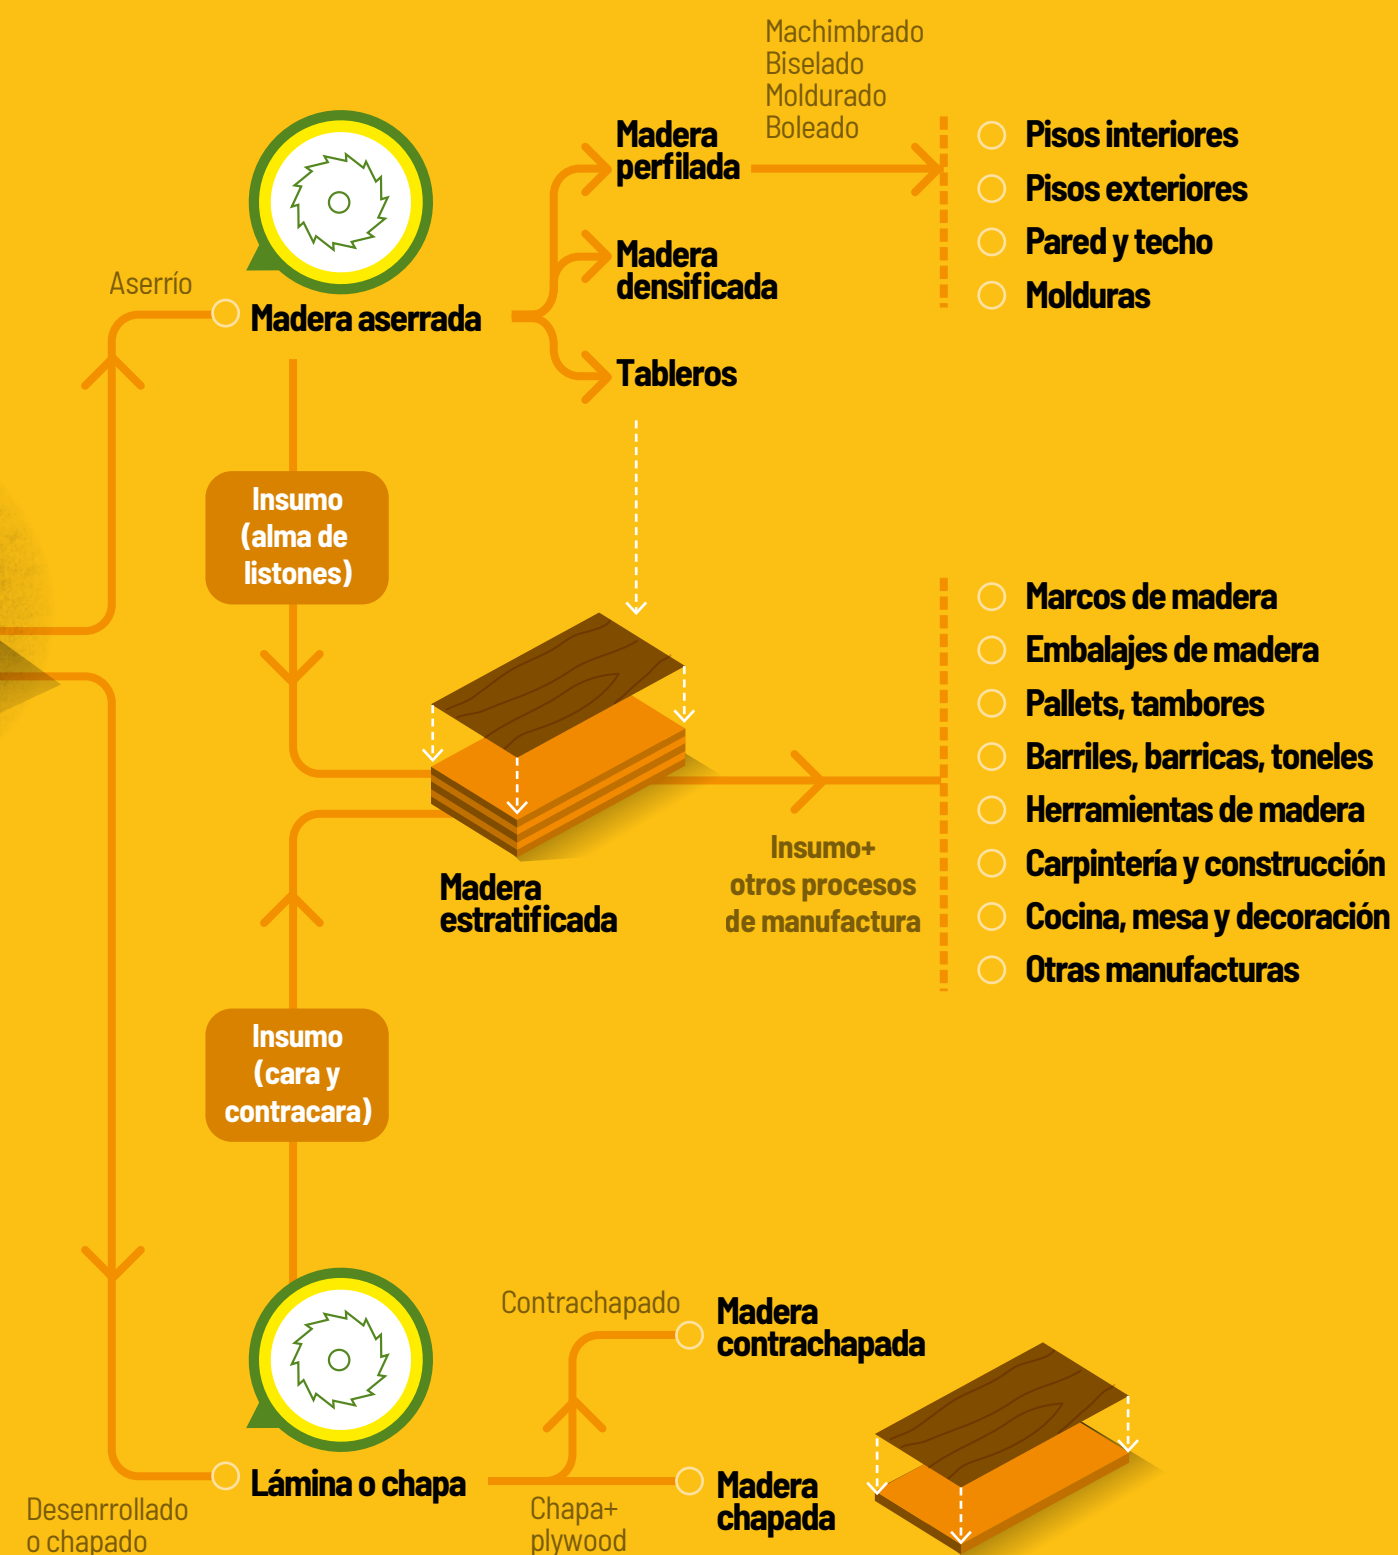 Machimbrado
Biselado
Moldurado
Boleado
Madera
perfilada
Pisos interiores
Pisos exteriores
Pared y techo
Molduras
Madera
densificada
Aserrío
Madera aserrada
Tableros
Insumo
(alma de
listones)
Marcos de madera
Embalajes de madera
Pallets, tambores
Barriles, barricas, toneles
Herramientas de madera
Carpintería y construcción
Cocina, mesa y decoración
Otras manufacturas
Insumo+
otros procesos
de manufactura
Madera
estratificada
Insumo
(cara y
contracara)
Contrachapado
Madera
contrachapada
Lámina o chapa
Desenrrollado
o chapado
Chapa+
plywood
Madera
chapada